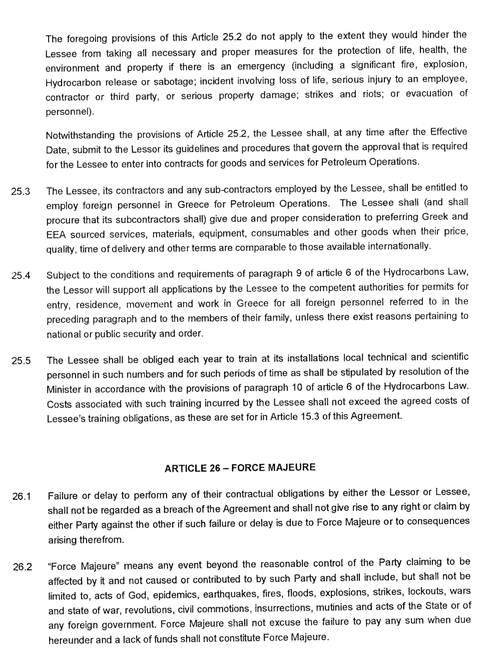 The foregoing provisions of this Article 25.2 do not apply to the extent they would hinder the
Lessee from taking all necessary and proper measures for the protection of life, health, the
environment and property if there is an emergency (including a significant fire, explosion,
Hydrocarbon release or sabotage; incident involving loss of life, serious injury to an employee,
contractor or third party, or serious property damage; strikes and riots; or evacuation of
personnel).
Notwithstanding the provisions of Article 25.2, the Lessee shall, at any time after the Effective
Date, submit to the Lessor its guidelines and procedures that govern the approval that is required
for the Lessee to enter into contracts for goods and services for Petroleum Operations.
25.3 The Lessee, its contractors and any sub-contractors employed by the Lessee, shall be entitled to
employ foreign personnel in Greece for Petroleum Operations. The Lessee shall (and shall
procure that its subcontractors shall) give due and proper consideration to preferring Greek and
EEA sourced services, materials, equipment, consumables and other goods when their price,
quality, time of delivery and other terms are comparable to those available internationally.
25.4 Subject to the conditions and requirements of paragraph 9 of article 6 of the Hydrocarbons Law,
the Lessor will support all applications by the Lessee to the competent authorities for permits for
entry, residence, movement and work in Greece for all foreign personnel referred to in the
preceding paragraph and to the members of their family, unless there exist reasons pertaining to
national or public security and order.
25.5 The Lessee shall be obliged each year to train at its installations local technical and scientific
personnel in such numbers and for such periods of time as shall be stipulated by resolution of the
Minister in accordance with the provisions of paragraph 10 of article 6 of the Hydrocarbons Law.
Costs associated with such training incurred by the Lessee shall not exceed the agreed costs of
Lessee's training obligations, as these are set for in Article 15.3 of this Agreement.
ARTICLE 26 – FORCE MAJEURE
26.1 Failure or delay to perform any of their contractual obligations by either the Lessor or Lessee,
shall not be regarded as a breach of the Agreement and shall not give rise to any right or claim by
either Party against the other if such failure or delay is due to Force Majeure or to consequences
arising therefrom.
26.2 "Force Majeure" means any event beyond the reasonable control of the Party claiming to be
affected by it and not caused or contributed to by such Party and shall include, but shall not be
limited to, acts of God, epidemics, earthquakes, fires, floods, explosions, strikes, lockouts, wars
and state of war, revolutions, civil commotions, insurrections, mutinies and acts of the State or of
any foreign government. Force Majeure shall not excuse the failure to pay any sum when due
hereunder and a lack of funds shall not constitute Force Majeure.